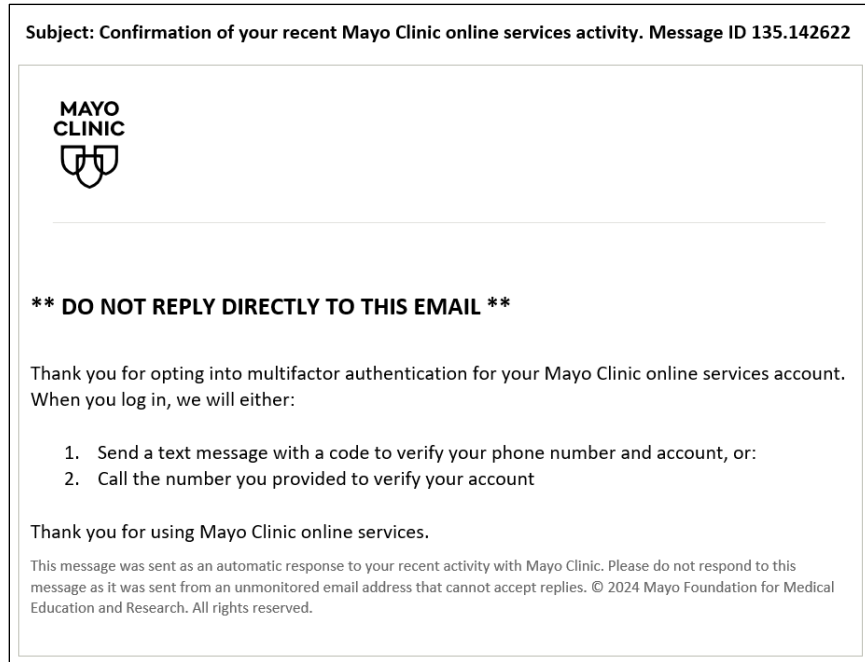 Subject: Confirmation of your recent Mayo Clinic online services activity. Message ID 135.142622
MAYO
CLINIC
** DO NOT REPLY DIRECTLY TO THIS EMAIL **
Thank you for opting into multifactor authentication for your Mayo Clinic online services account.
When you log in, we will either:
1. Send a text message with a code to verify your phone number and account, or:
2. Call the number you provided to verify your account
Thank you for using Mayo Clinic online services.
This message was sent as an automatic response to your recent activity with Mayo Clinic. Please do not respond to this
message as it was sent from an unmonitored email address that cannot accept replies. © 2024 Mayo Foundation for Medical
Education and Research. All rights reserved.